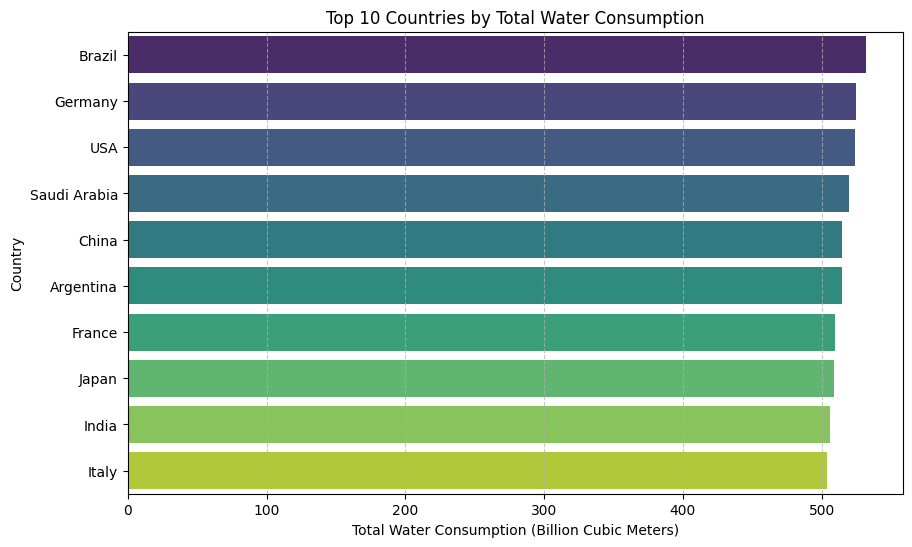 Top 10 Countries by Total Water Consumption
Brazil
Germany
USA
Saudi Arabia
China
Argentina
France
Japan
India
Italy
Country
0 100 200 300 400 500
Total Water Consumption (Billion Cubic Meters)